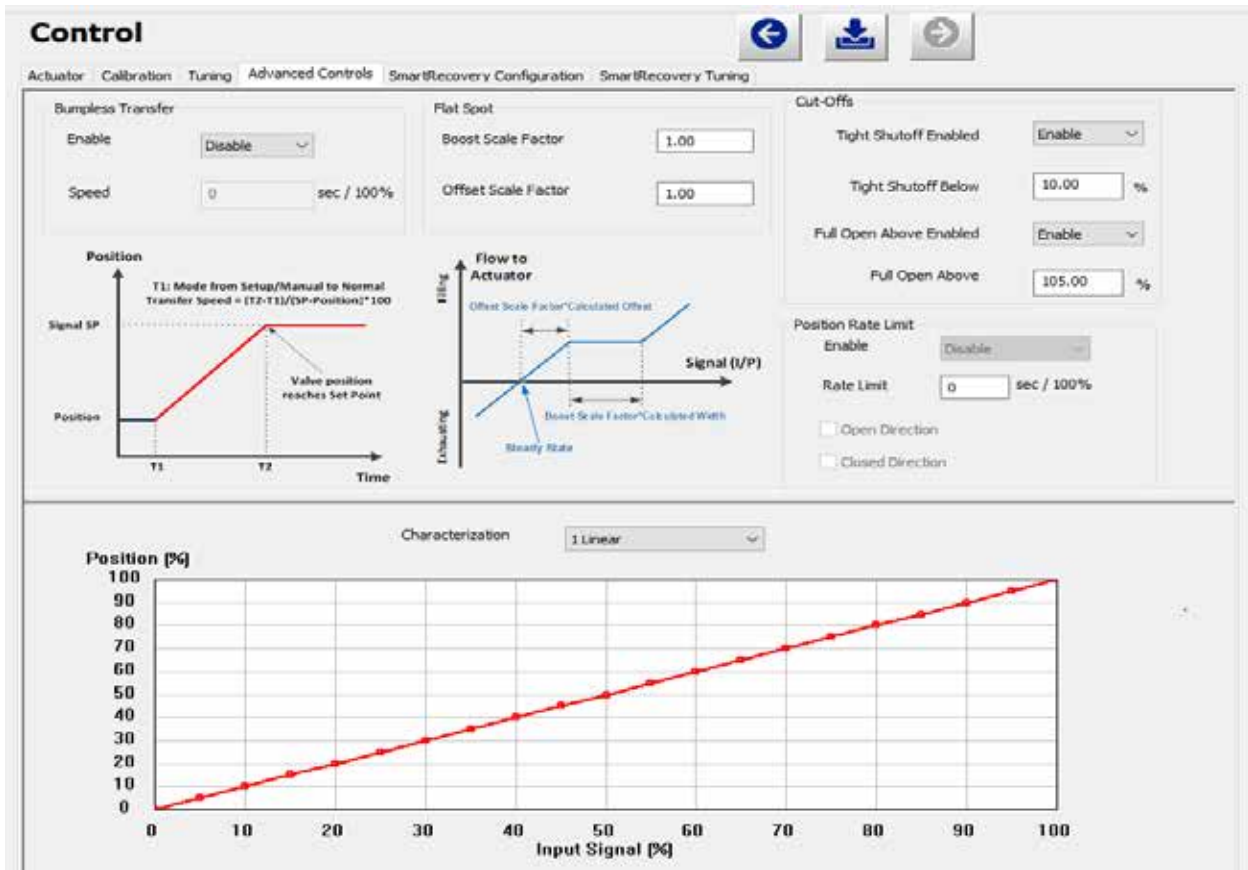 Control
Actuator Calibration Tuning Advanced Controls SmartRecovery Configuration SmartRecovery Tuning
Bumpless Transfer
Enable Disable
Speed 0 sec / 100%
Flat Spot
Boost Scale Factor 1.00
Offset Scale Factor 1.00
Cut-Offs
Tight Shutoff Enabled Enable
Tight Shutoff Below 10.00 %
Full Open Above Enabled Enable
Full Open Above 105.00 %
Position
T1: Mode from Setup/Manual to Normal
Transfer Speed = (T2-T1)/(SP-Position)*100
Signal SP
Valve position
reaches Set Point
Position
T1 T2
Time
Flow to
Actuator
Filling
Offset Scale Factor*Calculated Offset
Signal (I/P)
Boost Scale Factor*Calculated Width
Exhausting
Steady State
Position Rate Limit
Enable Disable
Rate Limit 0 sec / 100%
Open Direction
Closed Direction
Characterization 1 Linear
Position (%)
100
90
80
70
60
50
40
30
20
10
0
0 10 20 30 40 50 60 70 80 90 100
Input Signal (%)